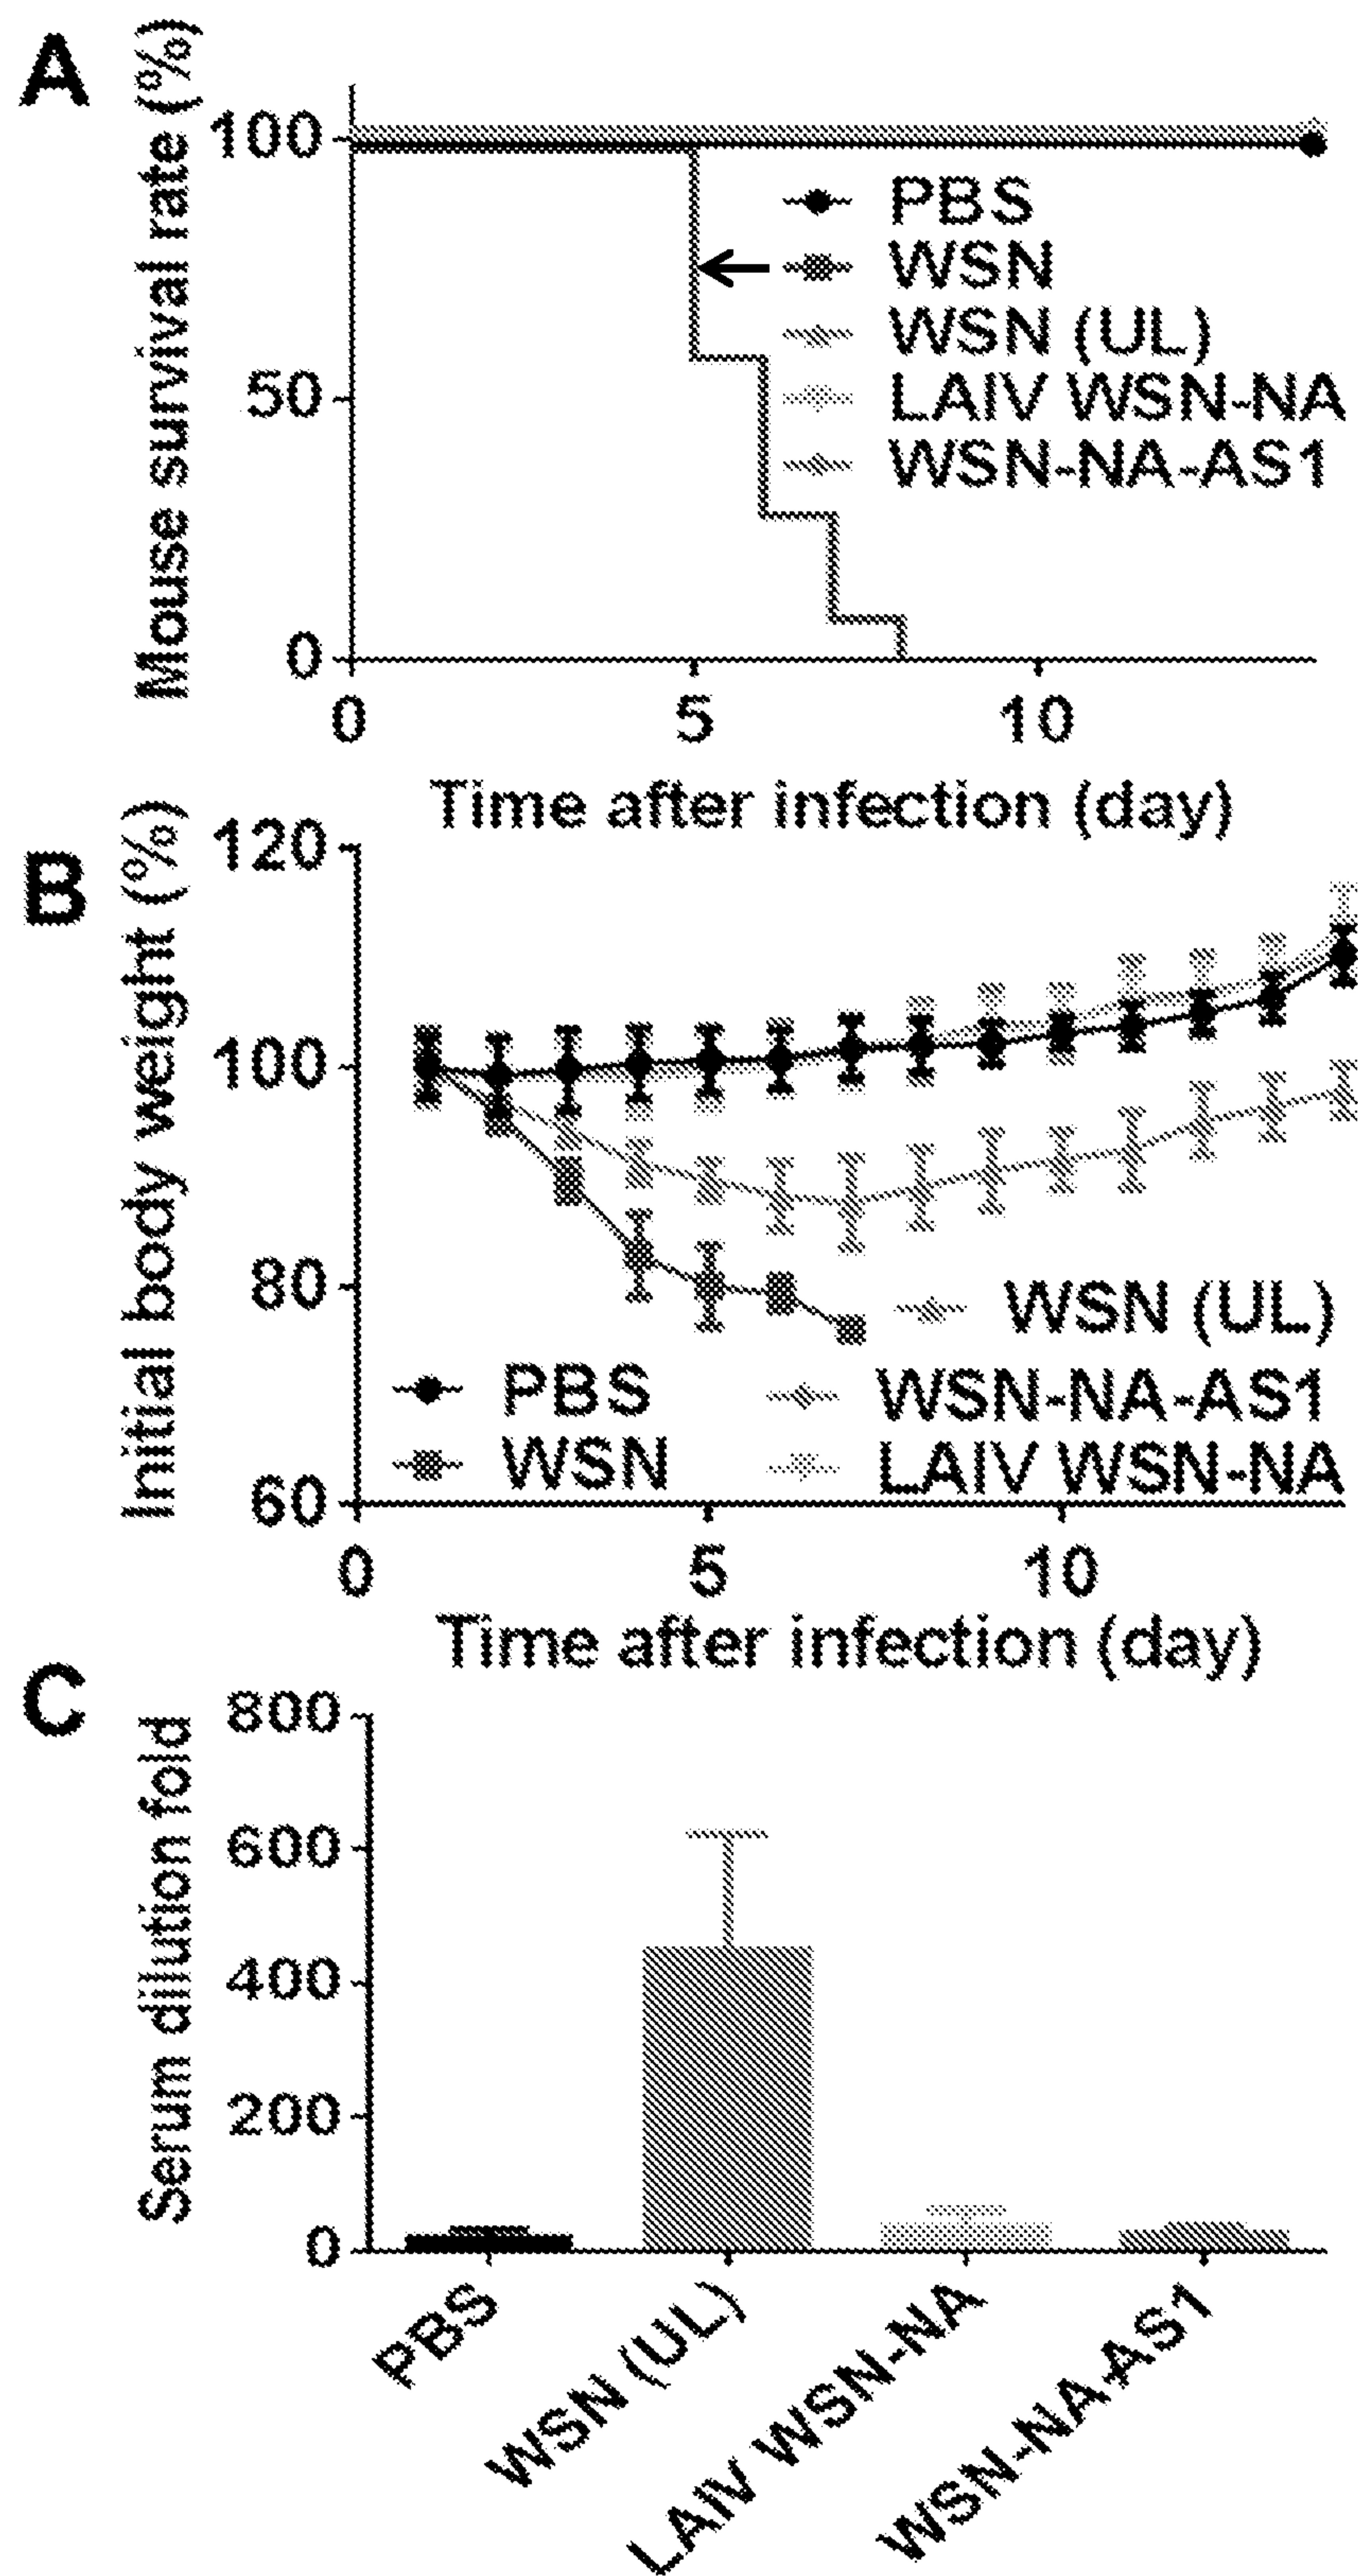 A
Mouse survival rate (%)
100
50
0
PBS
WSN
WSN (UL)
LAIV WSN-NA
WSN-NA-AS1
0 5 10
Time after infection (day)
B
Initial body weight (%)
120
100
80
60
WSN (UL)
PBS
WSN-NA-AS1
WSN
LAIV WSN-NA
0 5 10
Time after infection (day)
C
Serum dilution fold
800
600
400
200
0
PBS
WSN (UL)
LAIV WSN-NA
WSN-NA-AS1